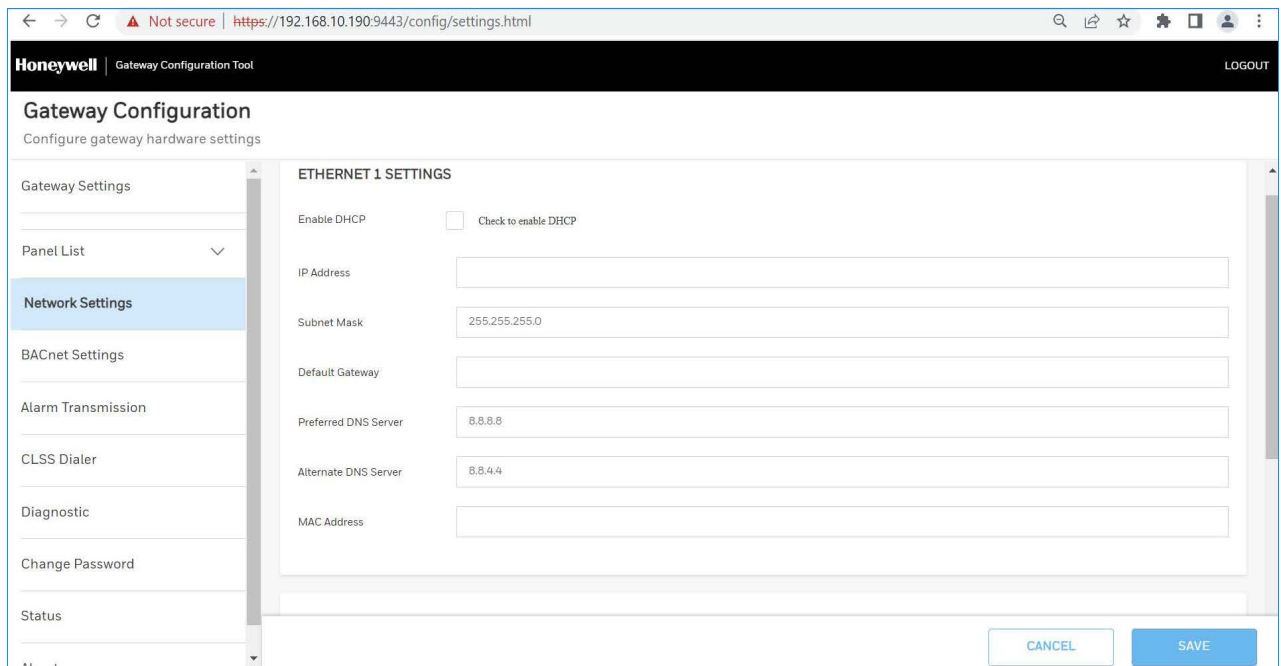 Not secure | https://192.168.10.190:9443/config/settings.html
Honeywell | Gateway Configuration Tool
LOGOUT
Gateway Configuration
Configure gateway hardware settings
Gateway Settings
Panel List
Network Settings
BACnet Settings
Alarm Transmission
CLSS Dialer
Diagnostic
Change Password
Status
ETHERNET 1 SETTINGS
Enable DHCP Check to enable DHCP
IP Address
Subnet Mask 255.255.255.0
Default Gateway
Preferred DNS Server 8.8.8.8
Alternate DNS Server 8.8.4.4
MAC Address
CANCEL SAVE